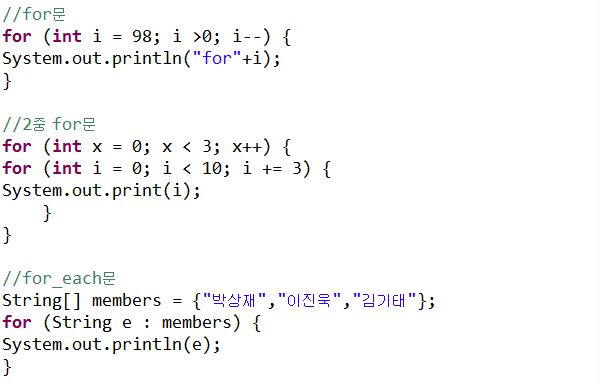 //for문
for (int i = 98; i >0; i--) {
System.out.println("for"+i);
}
//2중 for문
for (int x = 0; x < 3; x++) {
for (int i = 0; i < 10; i += 3) {
System.out.print(i);
    }
}
//for_each문
String[] members = {"박상재","이진욱","김기태"};
for (String e : members) {
System.out.println(e);
}